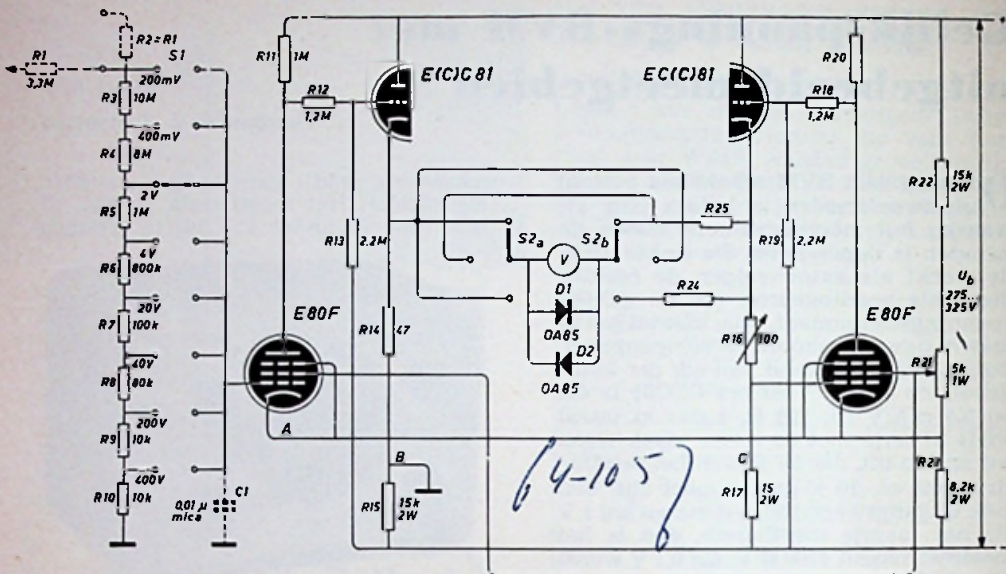 R1
3,3M
R2=R1
S1
200mV
R3
10M
400mV
R4
8M
2V
R5
1M
4V
R6
800k
20V
R7
100k
40V
R8
80k
200V
R9
10k
400V
R10
10k
0,01 µ
mica
C1
R11
1M
R12
1,2M
E(C)C 81
R13
2,2M
R14
47
E80F
A
B
R15
15k
2W
S2a
V
S2b
D1
OA85
D2
OA85
R25
R24
EC(C)81
R18
1,2M
R20
R19
2,2M
R16
100
E80F
C
R17
15
2W
R22
15k
2W
Ub
275...
325V
R21
5k
1W
R23
8,2k
2W
(4-105)